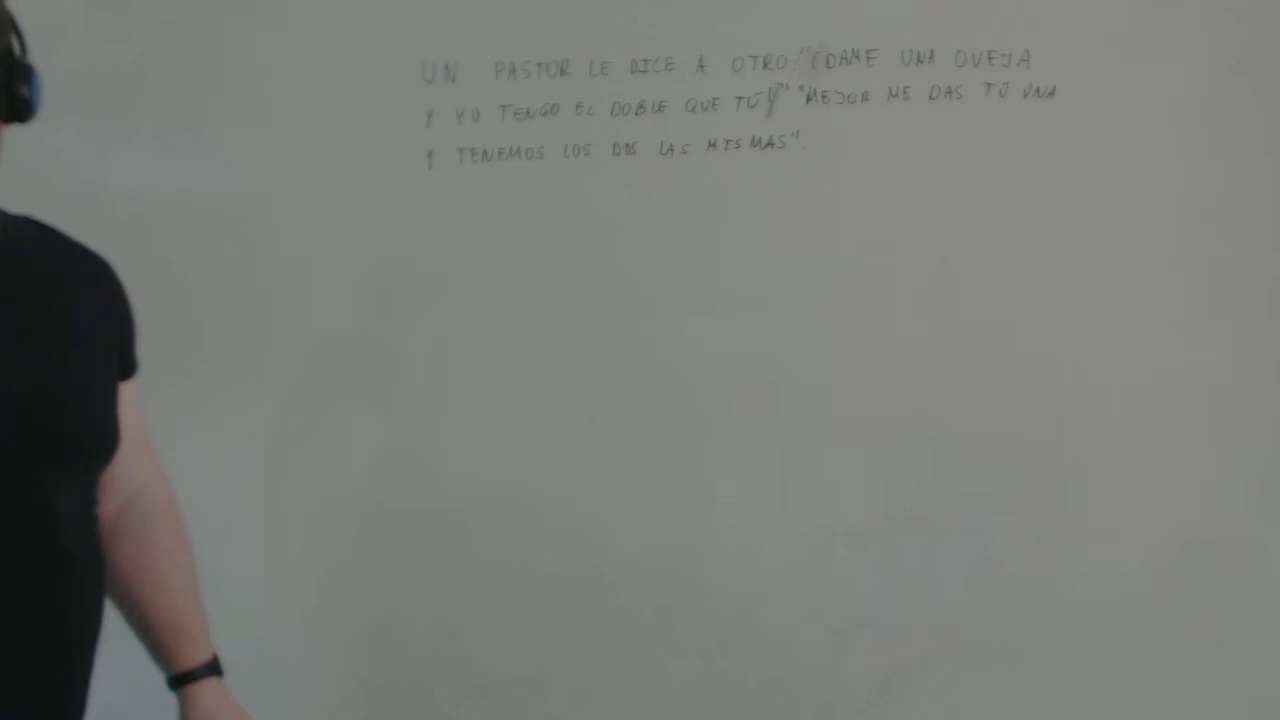 UN PASTOR LE DICE A OTRO: "DAME UNA OVEJA
Y YO TENGO EL DOBLE QUE TÚ" "MEJOR ME DAS TÚ UNA
Y TENEMOS LOS DOS LAS MISMAS".